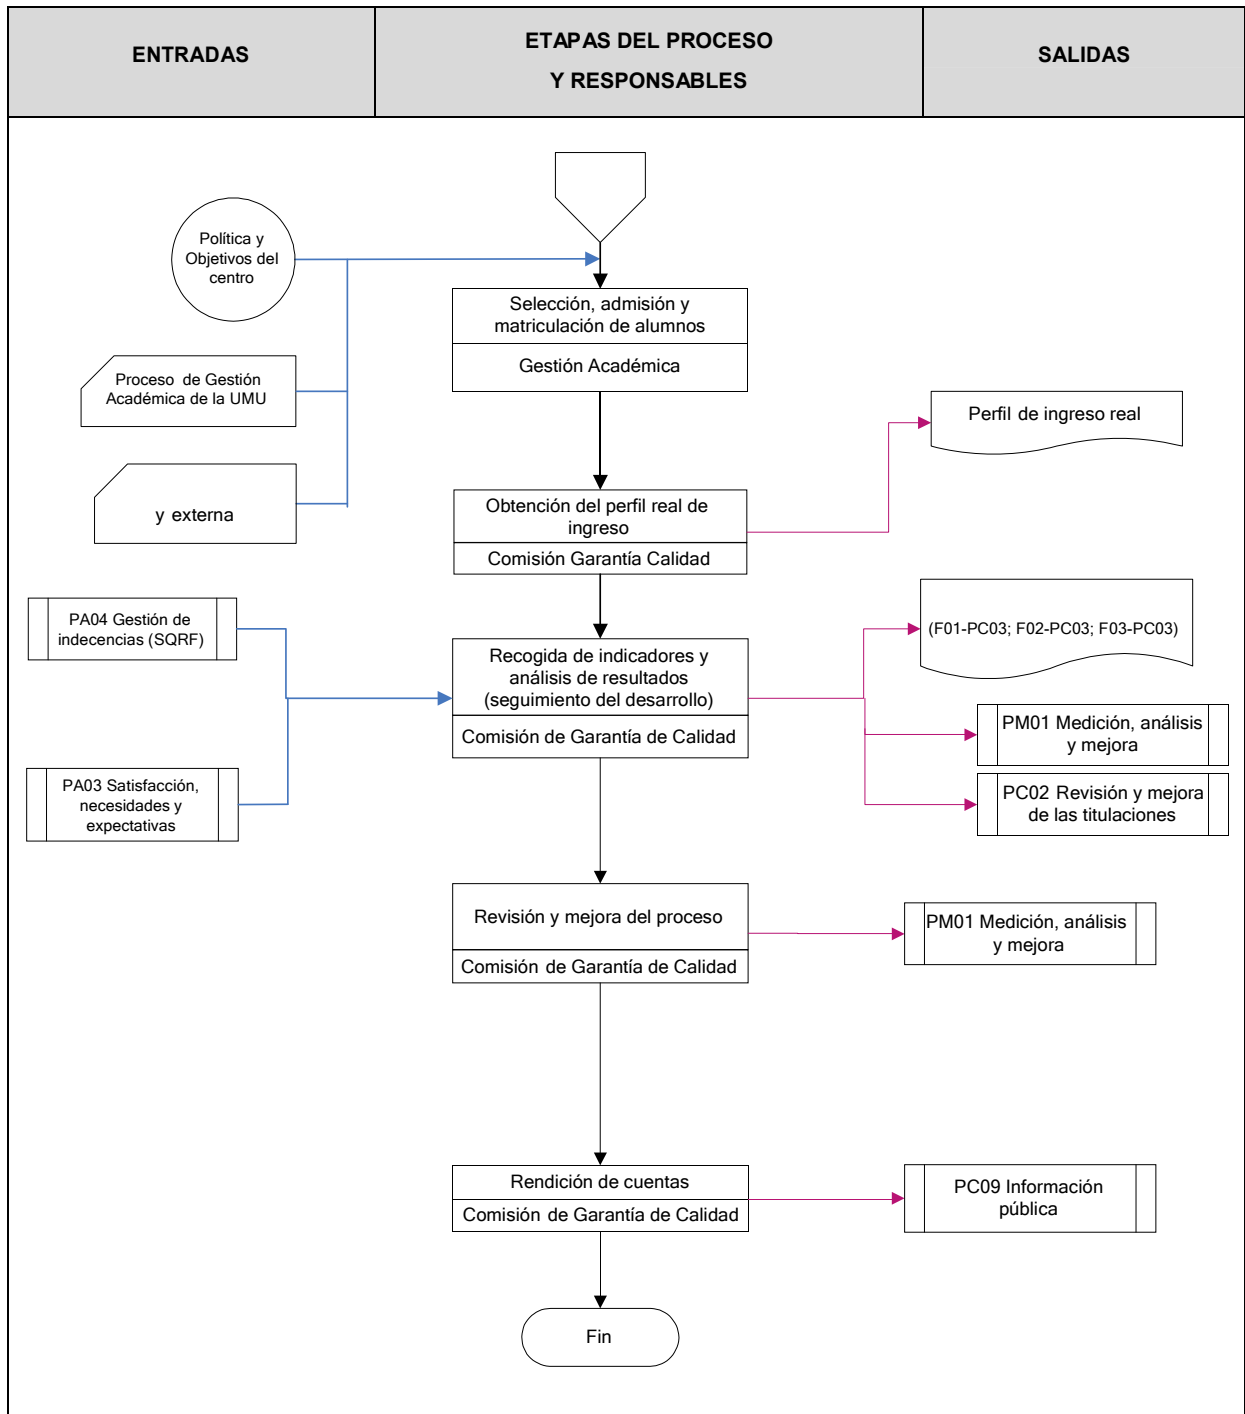 ENTRADAS
ETAPAS DEL PROCESO
Y RESPONSABLES
SALIDAS
Política y
Objetivos del
centro
Selección, admisión y
matriculación de alumnos
Gestión Académica
Proceso de Gestión
Académica de la UMU
Perfil de ingreso real
y externa
Obtención del perfil real de
ingreso
Comisión Garantía Calidad
PA04 Gestión de
indecencias (SQRF)
(F01-PC03; F02-PC03; F03-PC03)
Recogida de indicadores y
análisis de resultados
(seguimiento del desarrollo)
Comisión de Garantía de Calidad
PM01 Medición, análisis
y mejora
PA03 Satisfacción,
necesidades y
expectativas
PC02 Revisión y mejora
de las titulaciones
Revisión y mejora del proceso
Comisión de Garantía de Calidad
PM01 Medición, análisis
y mejora
Rendición de cuentas
Comisión de Garantía de Calidad
PC09 Información
pública
Fin